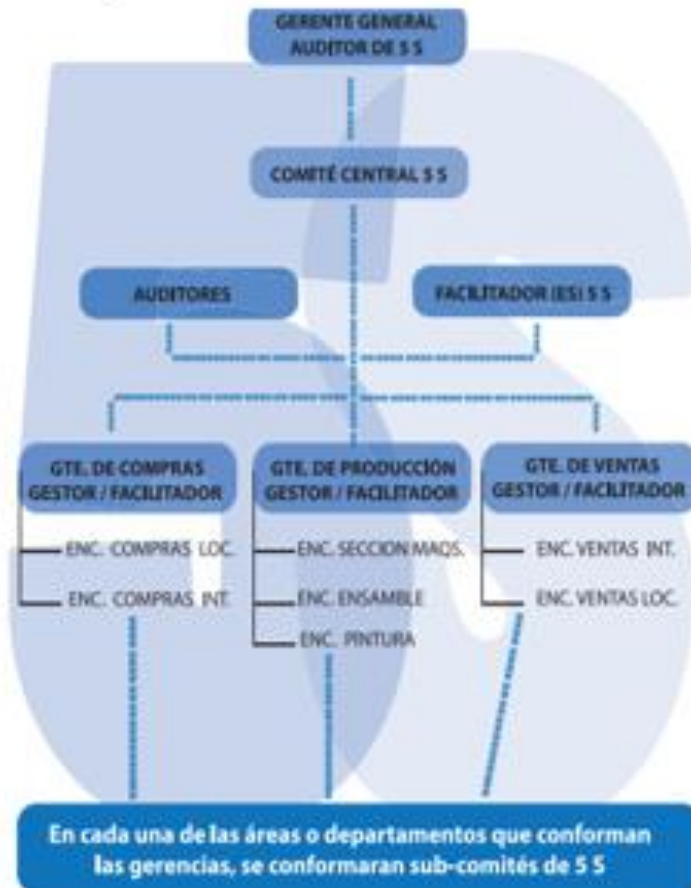 GERENTE GENERAL
AUDITOR DE 5 S
COMITÉ CENTRAL 5 S
AUDITORES
FACILITADOR (ES) 5 S
GTE. DE COMPRAS
GESTOR / FACILITADOR
ENC. COMPRAS LOC.
ENC. COMPRAS INT.
GTE. DE PRODUCCIÓN
GESTOR / FACILITADOR
ENC. SECCION MAQS.
ENC. ENSAMBLE
ENC. PINTURA
GTE. DE VENTAS
GESTOR / FACILITADOR
ENC. VENTAS INT.
ENC. VENTAS LOC.
En cada una de las áreas o departamentos que conforman
las gerencias, se conformaran sub-comités de 5 S
5S